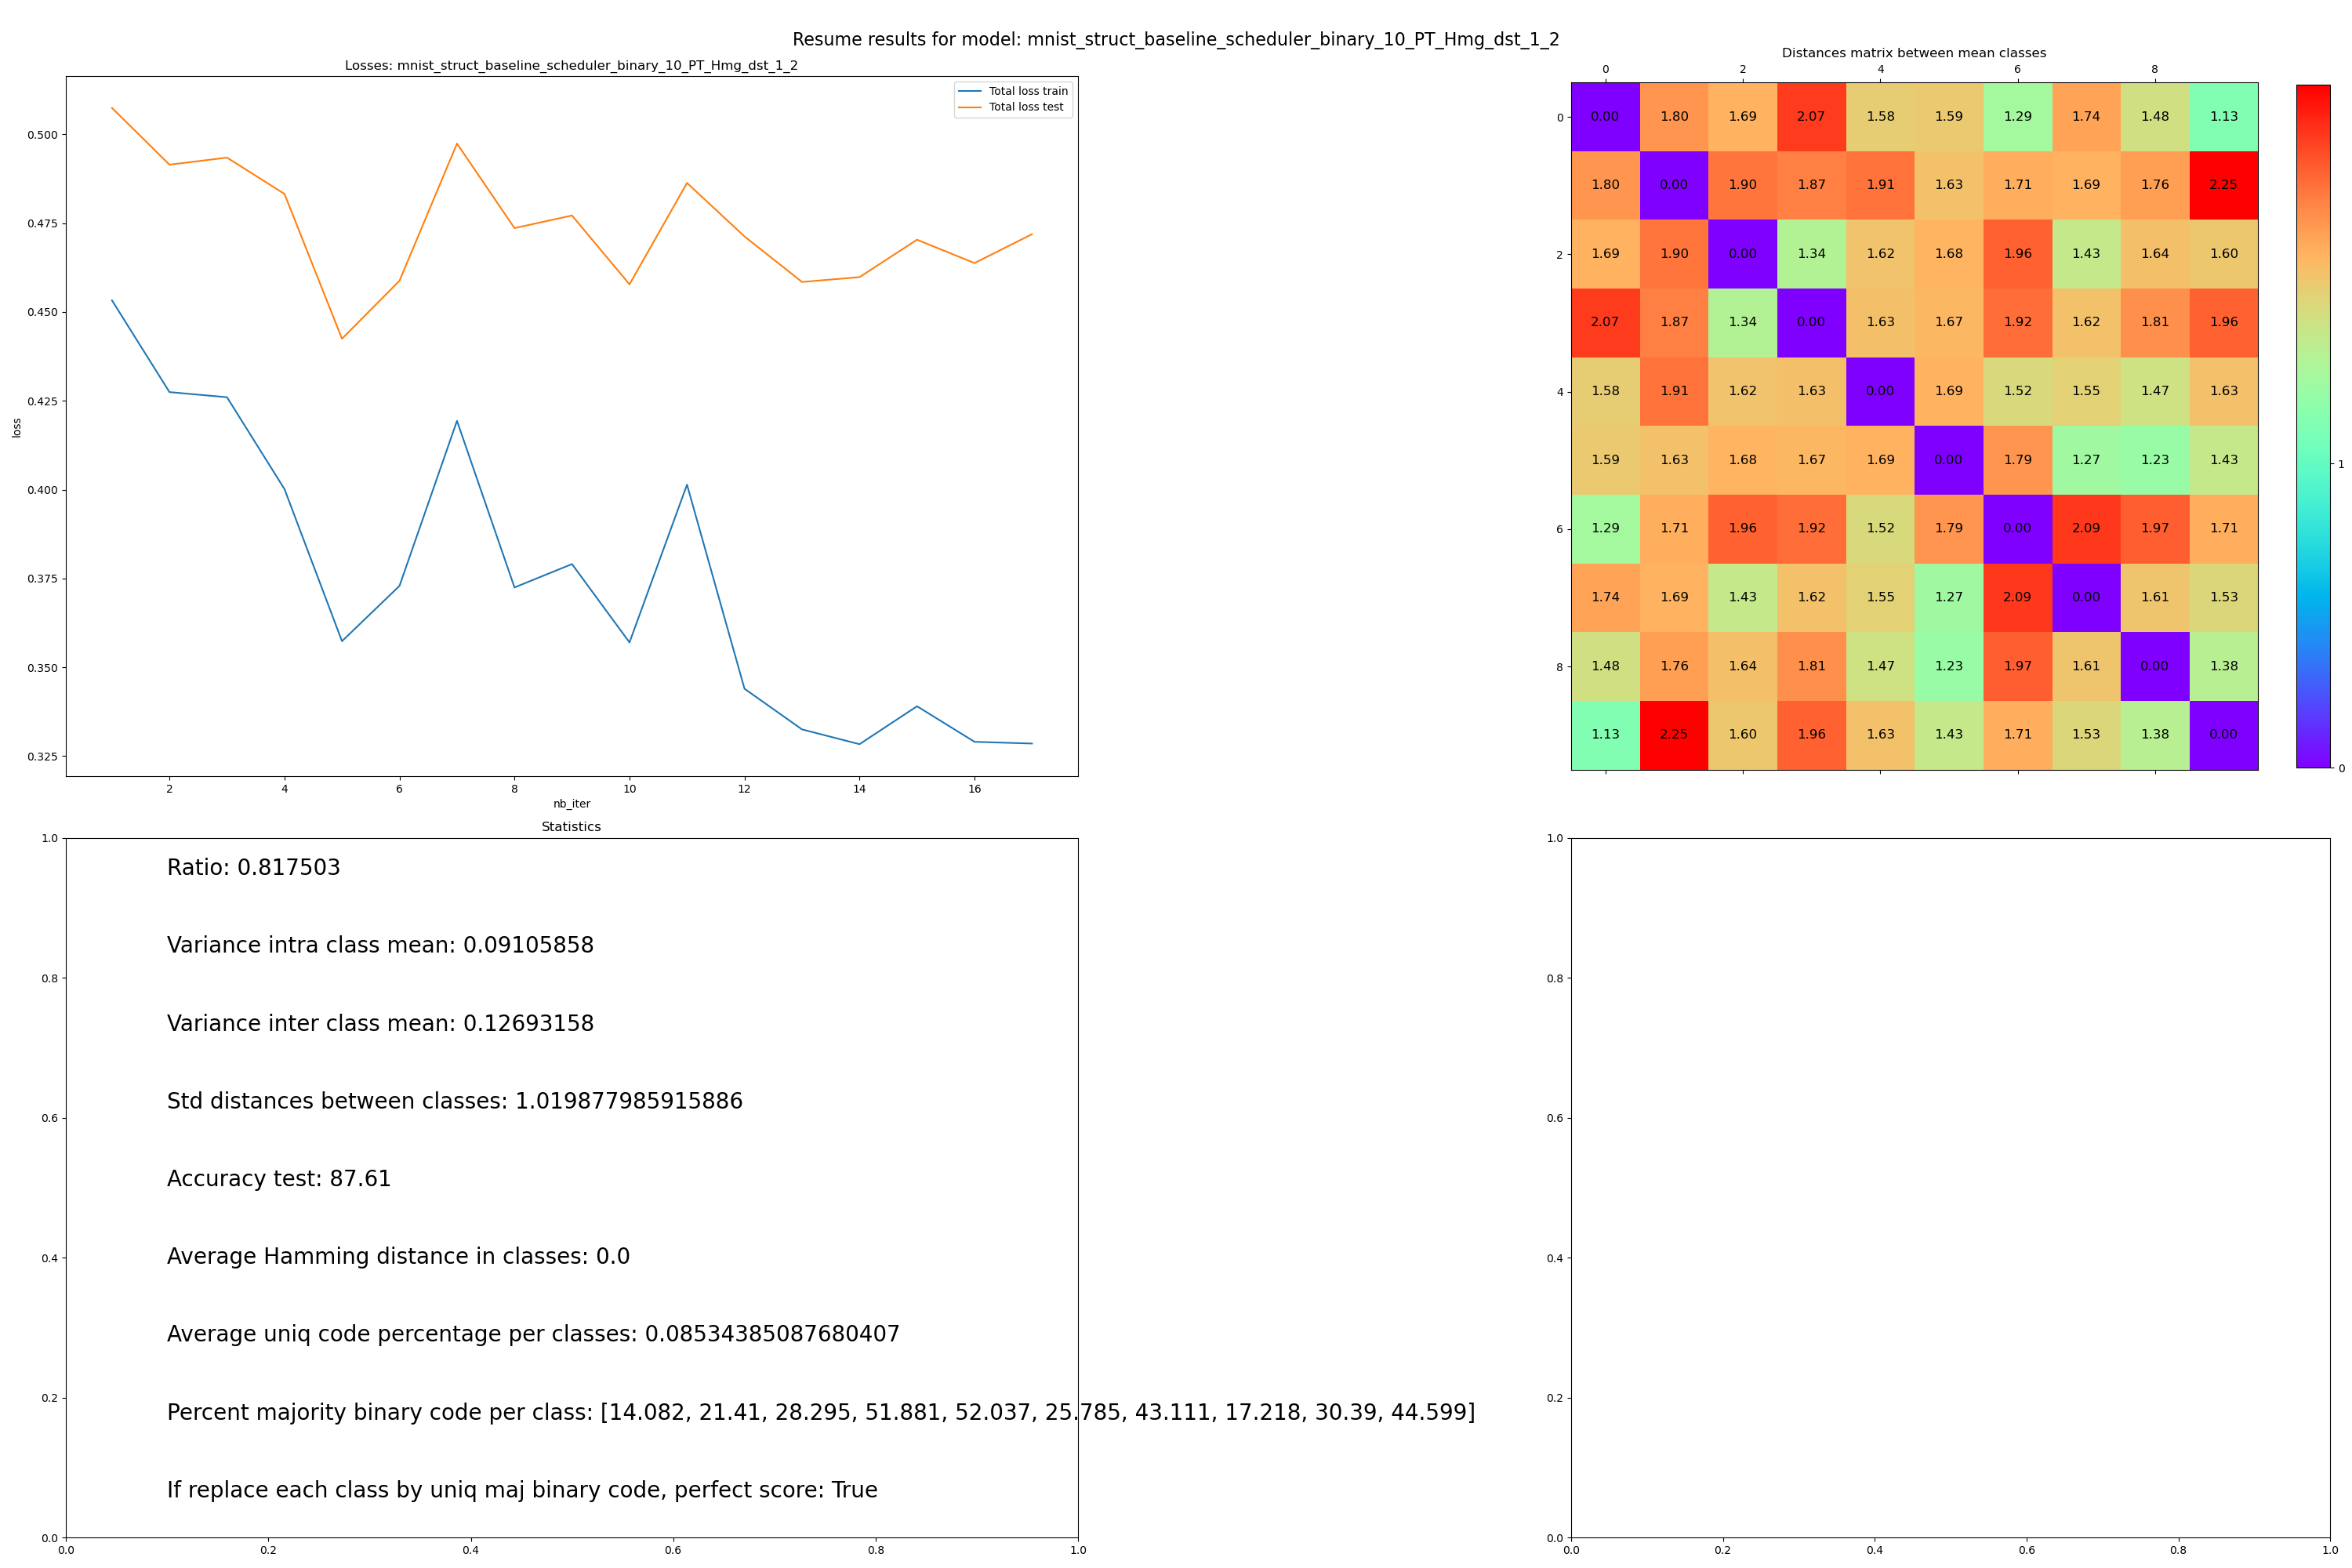 Resume results for model: mnist_struct_baseline_scheduler_binary_10_PT_Hmg_dst_1_2
Losses: mnist_struct_baseline_scheduler_binary_10_PT_Hmg_dst_1_2
Total loss train
Total loss test
0.500
0.475
0.450
0.425
0.400
0.375
0.350
0.325
loss
2 4 6 8 10 12 14 16
nb_iter
Distances matrix between mean classes
0 2 4 6 8
0 0.00 1.80 1.69 2.07 1.58 1.59 1.29 1.74 1.48 1.13
1.80 0.00 1.90 1.87 1.91 1.63 1.71 1.69 1.76 2.25
2 1.69 1.90 0.00 1.34 1.62 1.68 1.96 1.43 1.64 1.60
2.07 1.87 1.34 0.00 1.63 1.67 1.92 1.62 1.81 1.96
4 1.58 1.91 1.62 1.63 0.00 1.69 1.52 1.55 1.47 1.63
1.59 1.63 1.68 1.67 1.69 0.00 1.79 1.27 1.23 1.43
6 1.29 1.71 1.96 1.92 1.52 1.79 0.00 2.09 1.97 1.71
1.74 1.69 1.43 1.62 1.55 1.27 2.09 0.00 1.61 1.53
8 1.48 1.76 1.64 1.81 1.47 1.23 1.97 1.61 0.00 1.38
1.13 2.25 1.60 1.96 1.63 1.43 1.71 1.53 1.38 0.00
1
0
Statistics
1.0
0.8
0.6
0.4
0.2
0.0
Ratio: 0.817503
Variance intra class mean: 0.09105858
Variance inter class mean: 0.12693158
Std distances between classes: 1.019877985915886
Accuracy test: 87.61
Average Hamming distance in classes: 0.0
Average uniq code percentage per classes: 0.08534385087680407
Percent majority binary code per class: [14.082, 21.41, 28.295, 51.881, 52.037, 25.785, 43.111, 17.218, 30.39, 44.599]
If replace each class by uniq maj binary code, perfect score: True
0.0 0.2 0.4 0.6 0.8 1.0
1.0
0.8
0.6
0.4
0.2
0.0
0.0 0.2 0.4 0.6 0.8 1.0